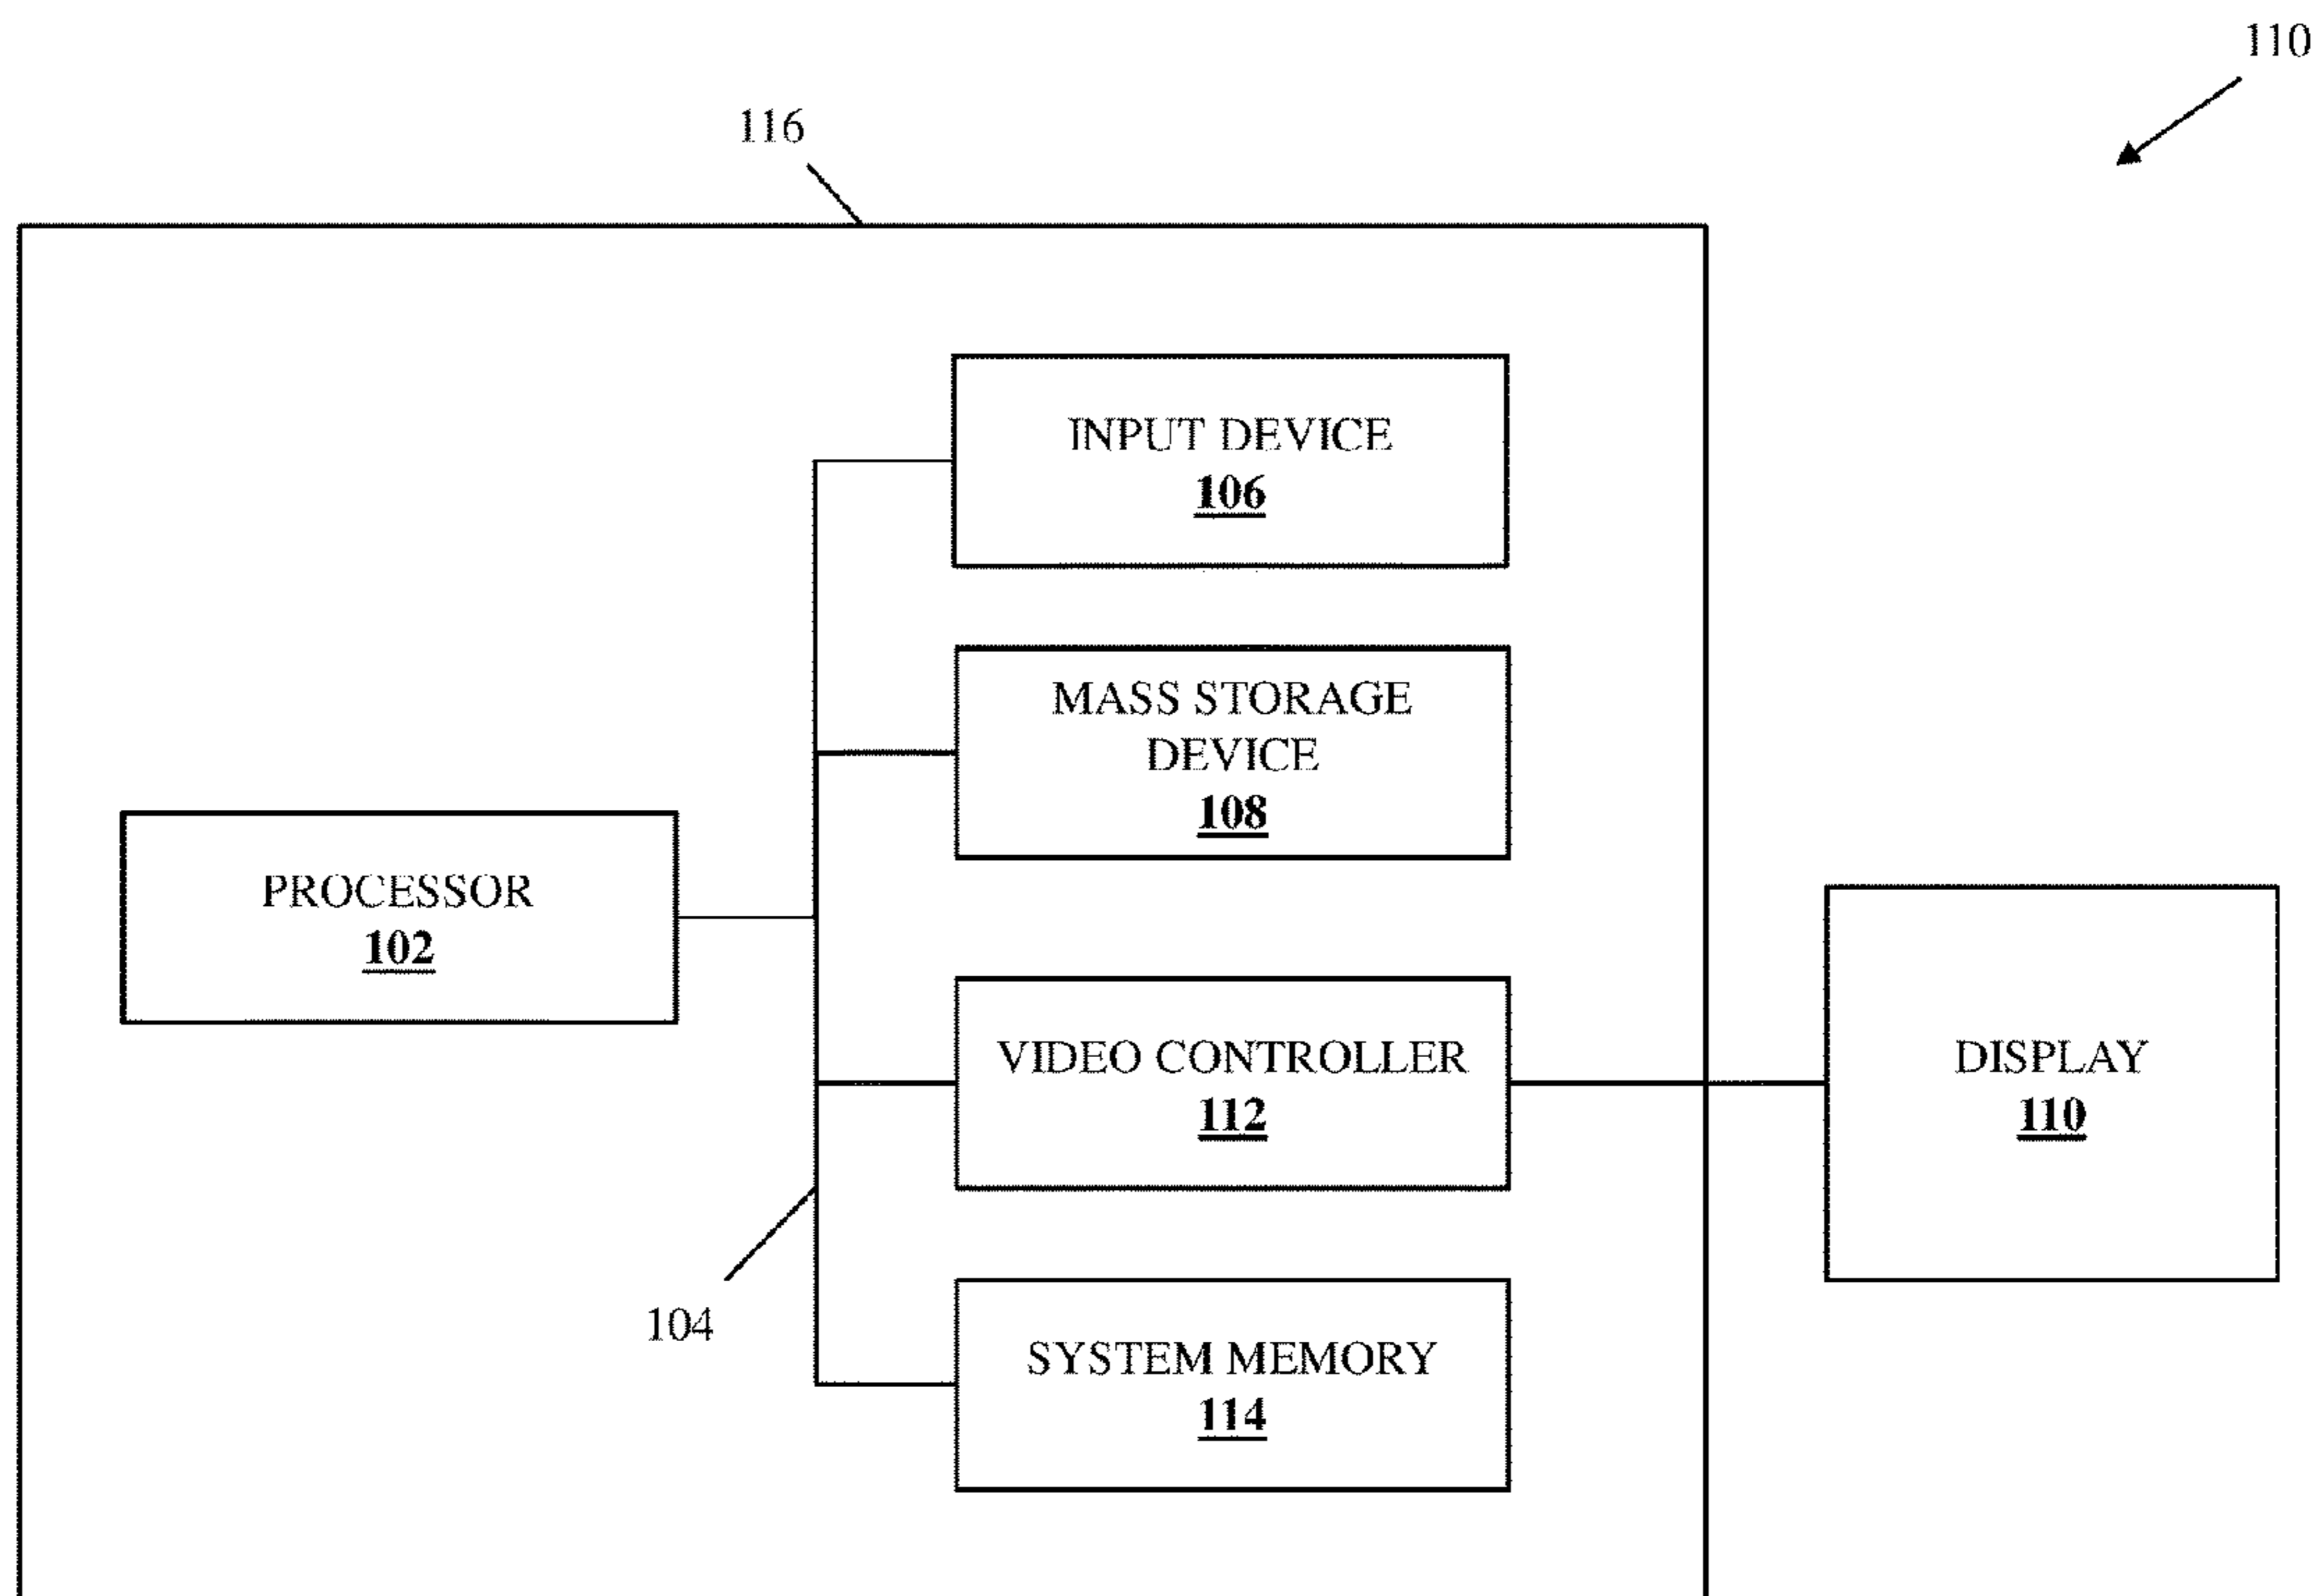 110
116
INPUT DEVICE
106
MASS STORAGE
DEVICE
108
PROCESSOR
102
VIDEO CONTROLLER
112
DISPLAY
110
104
SYSTEM MEMORY
114